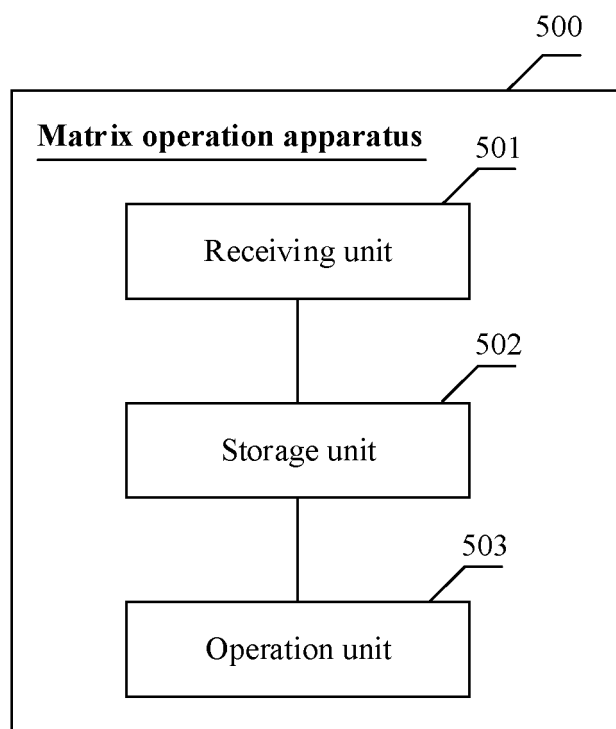 500
Matrix operation apparatus
501
Receiving unit
502
Storage unit
503
Operation unit